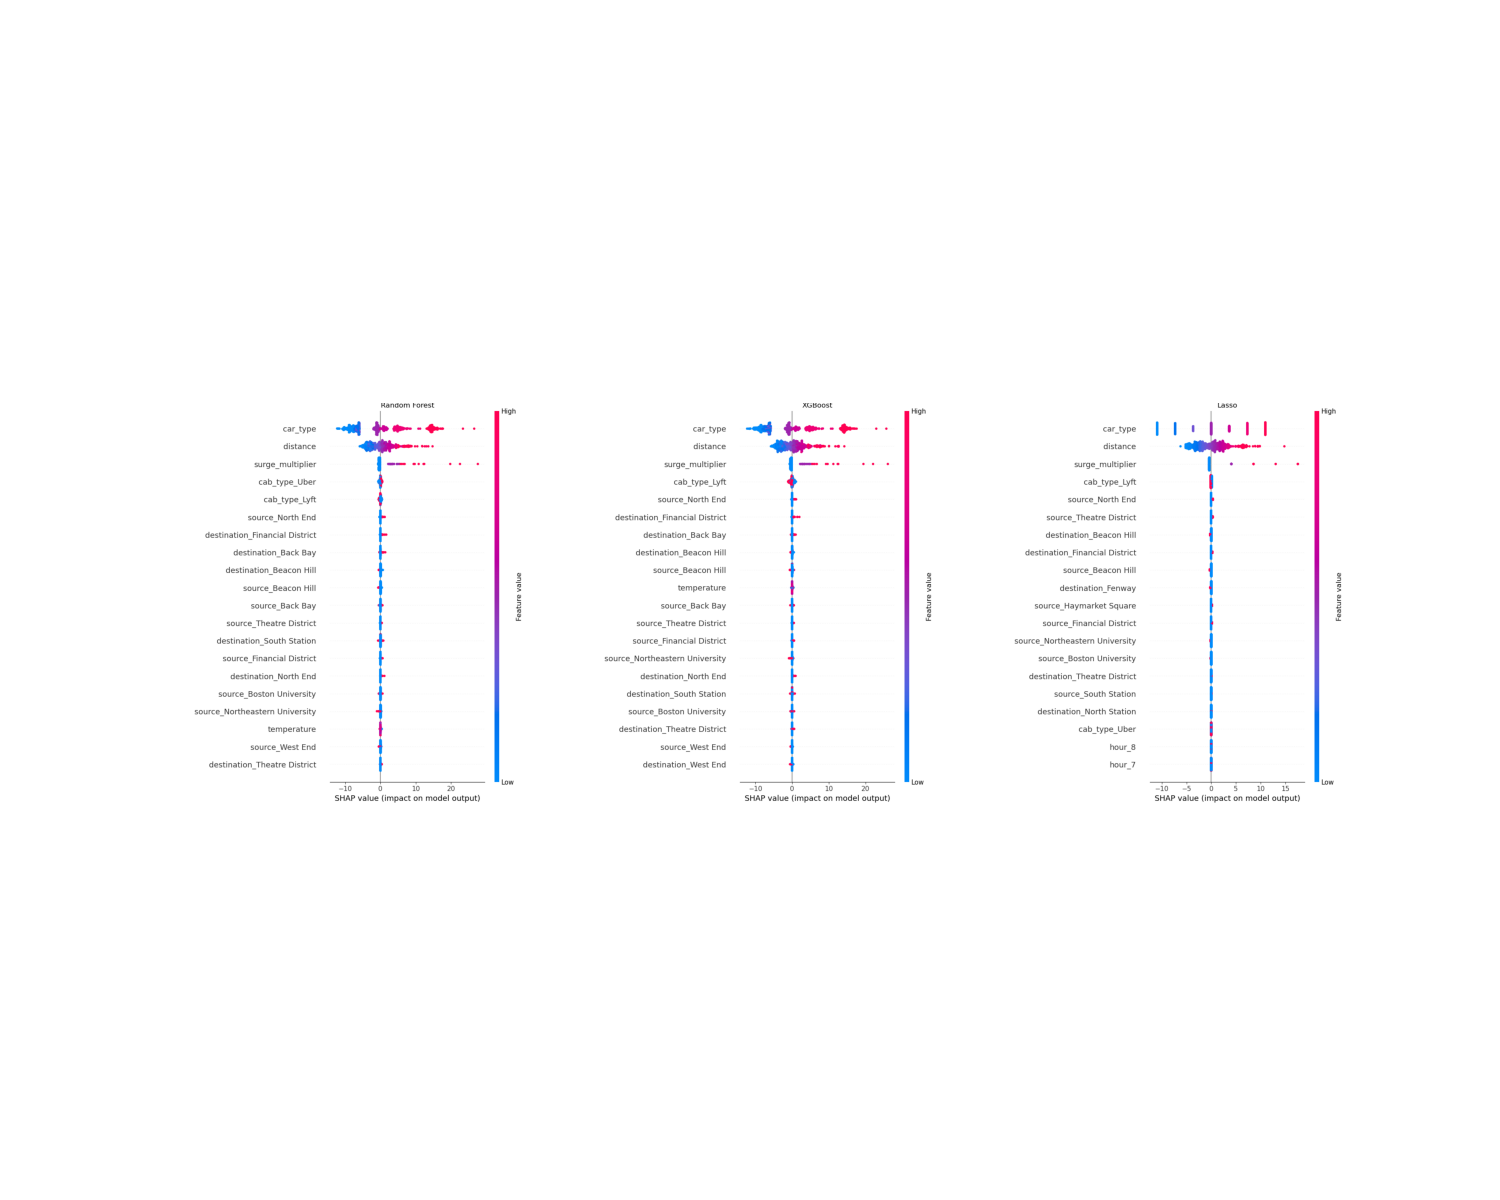 Random Forest
High
car_type
distance
surge_multiplier
cab_type_Uber
cab_type_Lyft
source_North End
destination_Financial District
destination_Back Bay
destination_Beacon Hill
source_Beacon Hill
source_Back Bay
source_Theatre District
destination_South Station
source_Financial District
destination_North End
source_Boston University
source_Northeastern University
temperature
source_West End
destination_Theatre District
Feature value
Low
−10 0 10 20
SHAP value (impact on model output)
XGBoost
High
car_type
distance
surge_multiplier
cab_type_Lyft
source_North End
destination_Financial District
destination_Back Bay
destination_Beacon Hill
source_Beacon Hill
temperature
source_Back Bay
source_Theatre District
source_Financial District
source_Northeastern University
destination_North End
destination_South Station
source_Boston University
destination_Theatre District
source_West End
destination_West End
Feature value
Low
−10 0 10 20
SHAP value (impact on model output)
Lasso
High
car_type
distance
surge_multiplier
cab_type_Lyft
source_North End
source_Theatre District
destination_Beacon Hill
destination_Financial District
source_Beacon Hill
destination_Fenway
source_Haymarket Square
source_Financial District
source_Northeastern University
source_Boston University
destination_Theatre District
source_South Station
destination_North Station
cab_type_Uber
hour_8
hour_7
Feature value
Low
−10 −5 0 5 10 15
SHAP value (impact on model output)